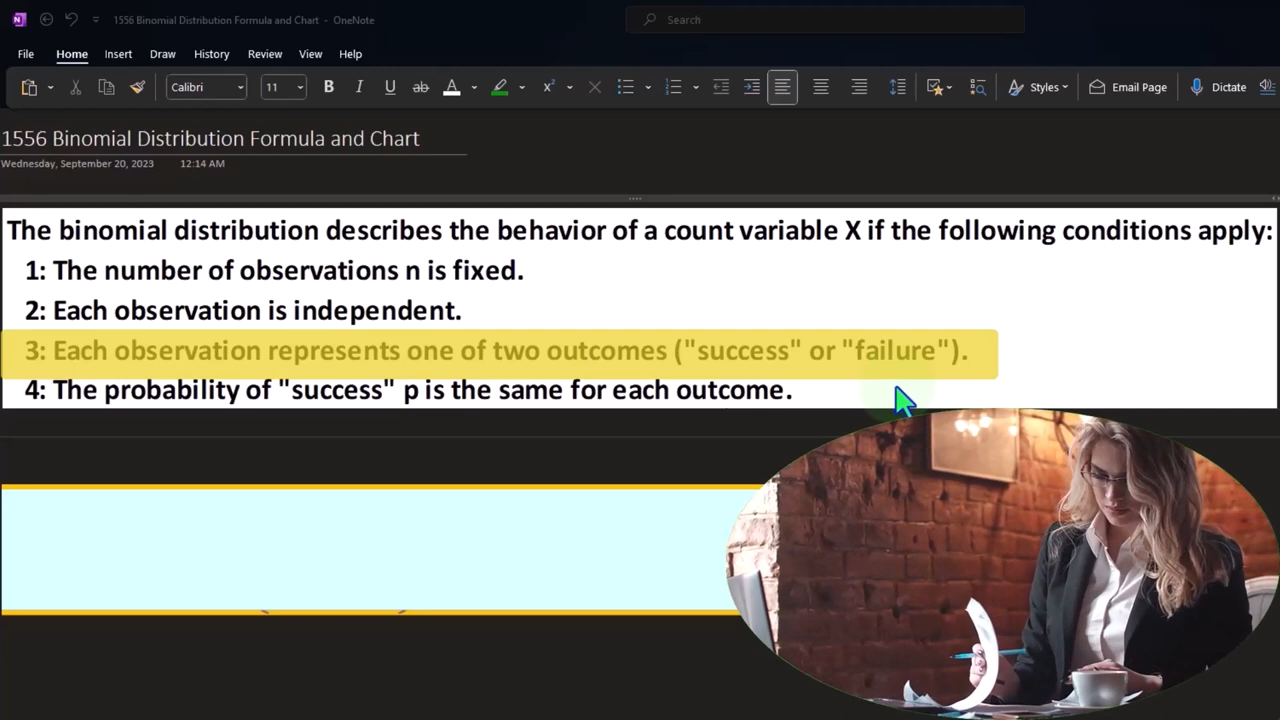 1556 Binomial Distribution Formula and Chart - OneNote
Search
File Home Insert Draw History Review View Help
Calibri 11 B I U ab A x² Styles Email Page Dictate
1556 Binomial Distribution Formula and Chart
Wednesday, September 20, 2023 12:14 AM
The binomial distribution describes the behavior of a count variable X if the following conditions apply:
1: The number of observations n is fixed.
2: Each observation is independent.
3: Each observation represents one of two outcomes ("success" or "failure").
4: The probability of "success" p is the same for each outcome.